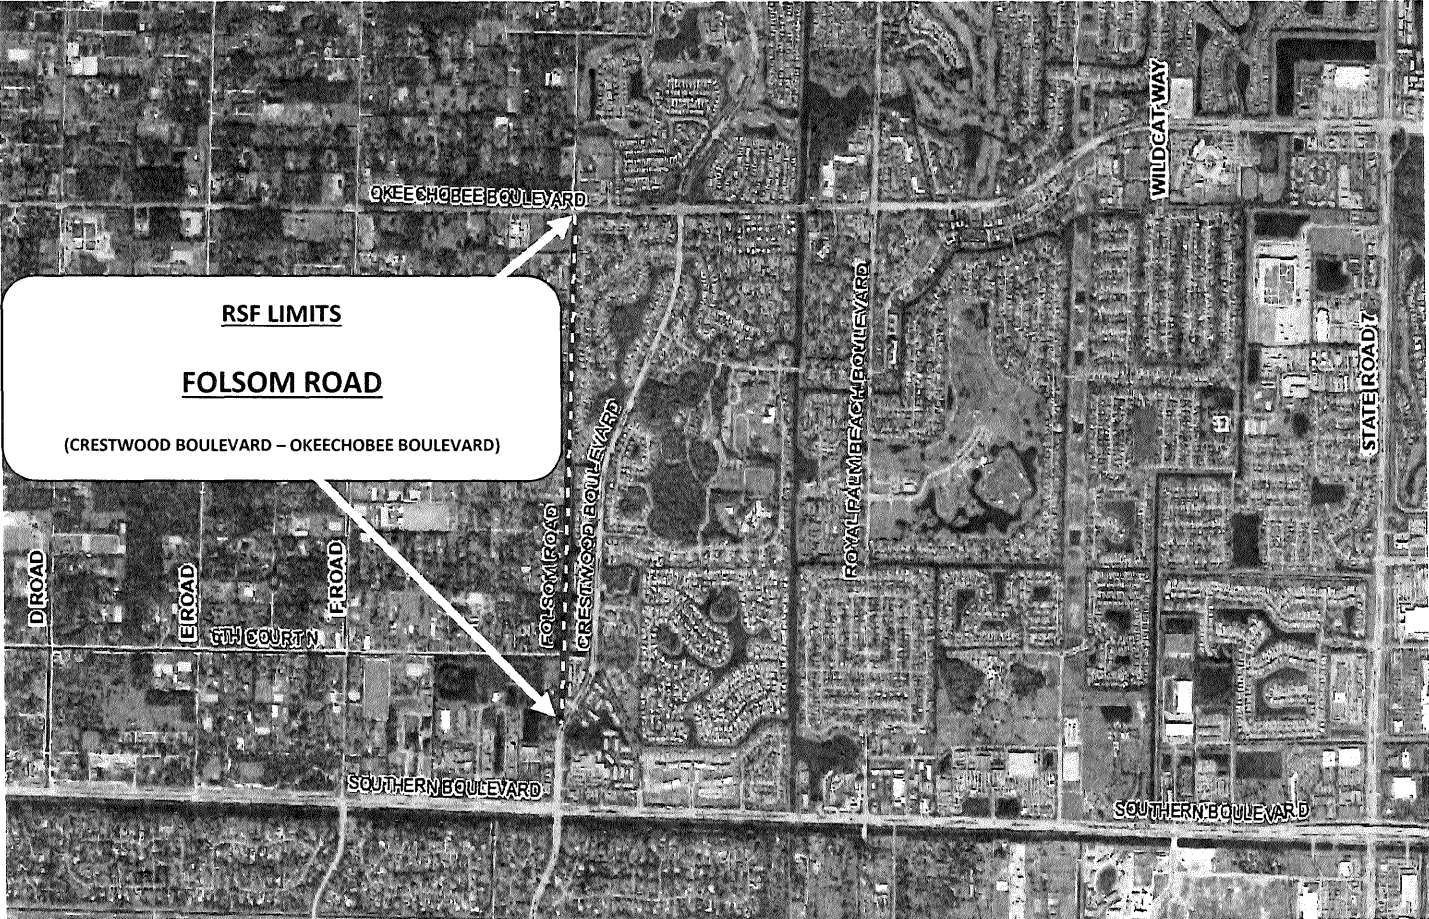 WILDCAT WAY
OKEECHOBEE BOULEVARD
RSF LIMITS
FOLSOM ROAD
(CRESTWOOD BOULEVARD – OKEECHOBEE BOULEVARD)
ROYAL PALM BEACH BOULEVARD
STATE ROAD 7
CRESTWOOD BOULEVARD
FOLSOM ROAD
D ROAD
E ROAD
F ROAD
6TH COURT N
SOUTHERN BOULEVARD
SOUTHERN BOULEVARD